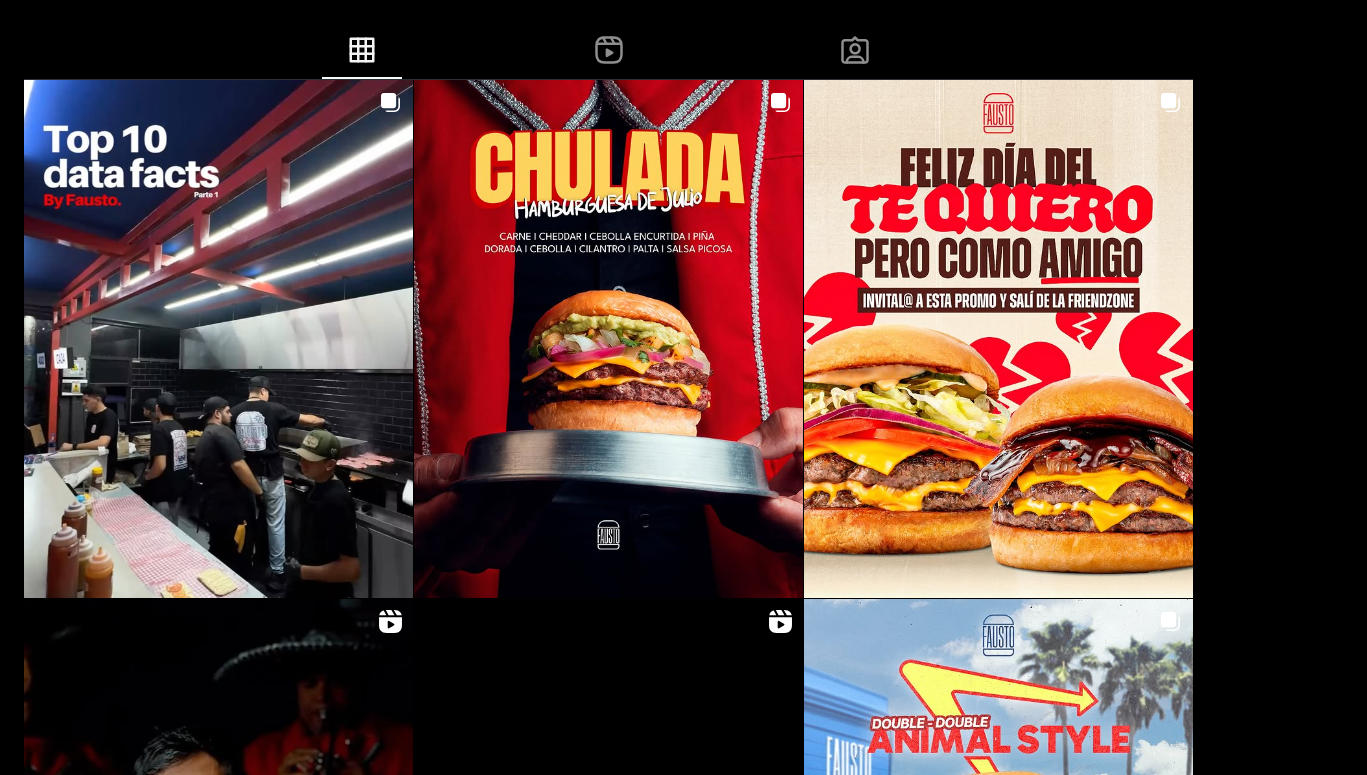 Top 10
data facts
Parte 1
By Fausto.
CHULADA
HAMBURGUESA DE JULIO
CARNE I CHEDDAR I CEBOLLA ENCURTIDA I PIÑA
DORADA I CEBOLLA I CILANTRO I PALTA I SALSA PICOSA
FAUSTO
FAUSTO
FELIZ DÍA DEL
TE QUIERO
PERO COMO AMIGO
INVITAL@ A ESTA PROMO Y SALÍ DE LA FRIENDZONE
FAUSTO
DOUBLE - DOUBLE
ANIMAL STYLE
FAUSTO